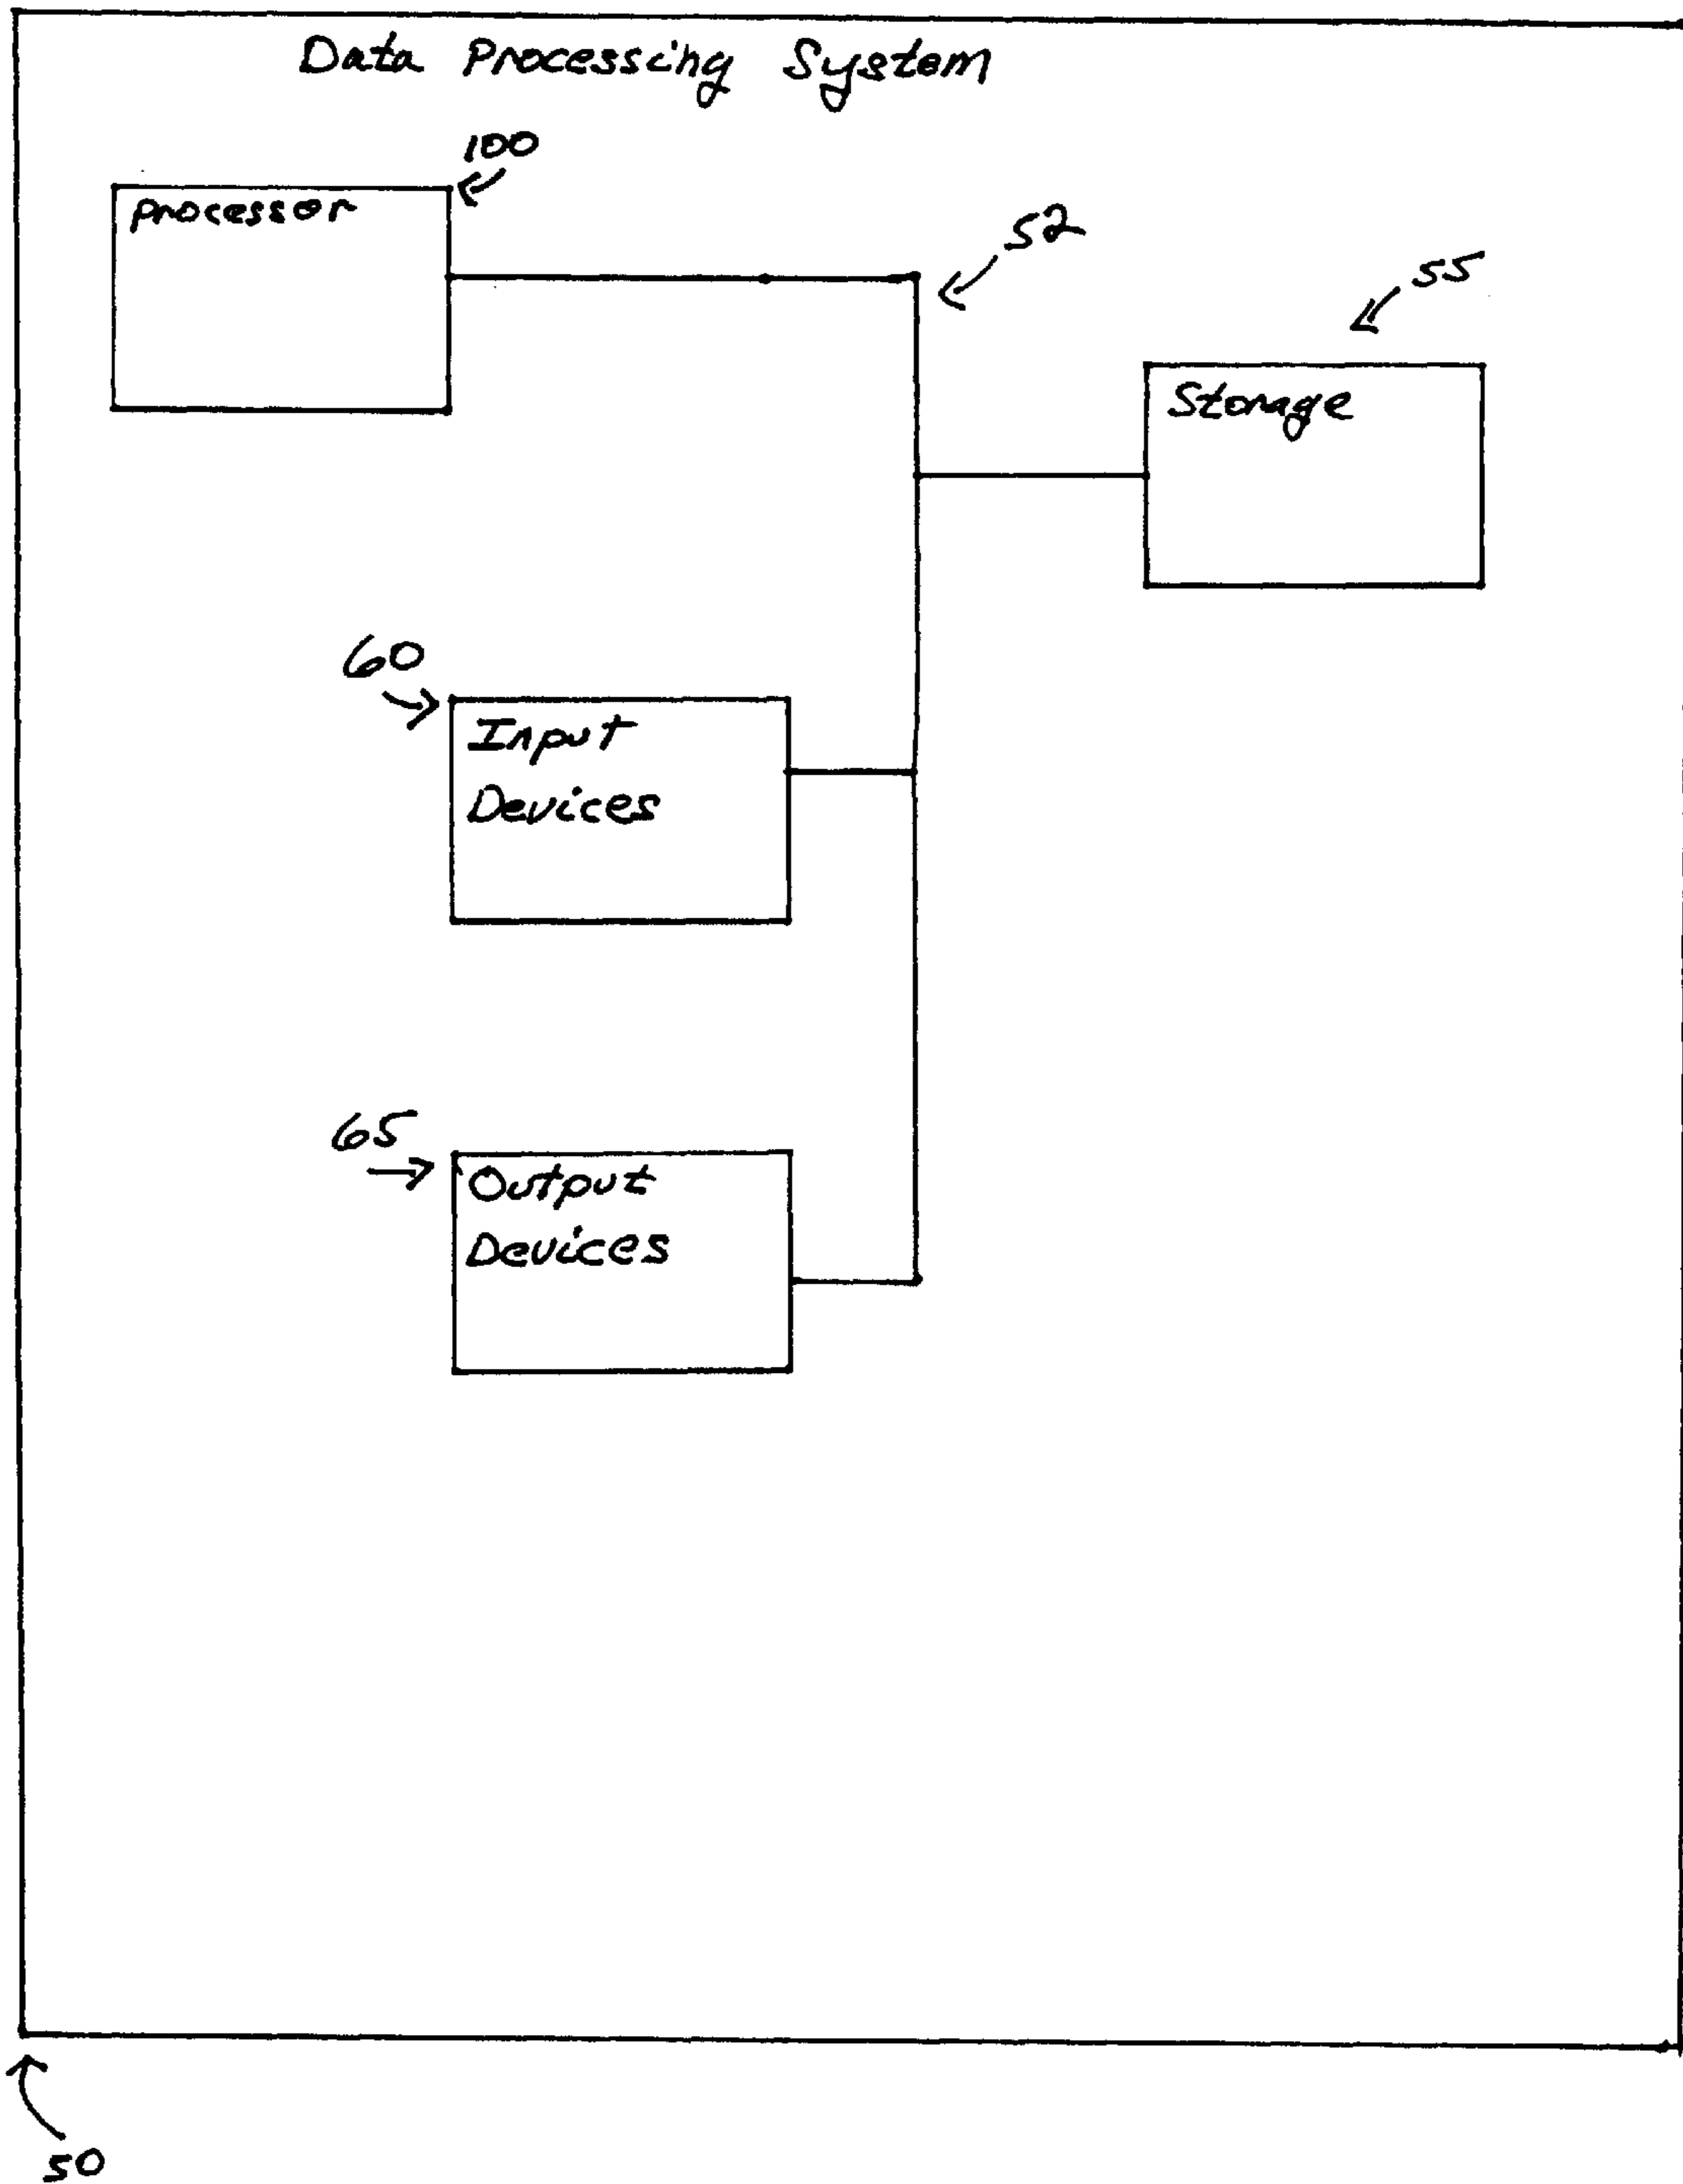 Data Processing System
100
processor
52
55
Storage
60
Input
Devices
65
Output
Devices
50